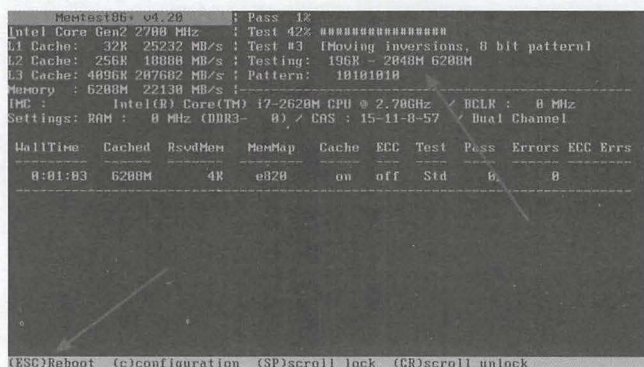 Memtest86+ v4.20 | Pass 1%
Intel Core Gen2 2700 MHz | Test 42% ################
L1 Cache: 32K 25232 MB/s | Test #3 [Moving inversions, 8 bit pattern]
L2 Cache: 256K 18880 MB/s | Testing: 196K - 2048M 6208M
L3 Cache: 4096K 207682 MB/s | Pattern: 10101010
Memory : 6208M 22130 MB/s |
IMC : Intel(R) Core(TM) i7-2620M CPU @ 2.70GHz / BCLK : 0 MHz
Settings: RAM : 0 MHz (DDR3- 0) / CAS : 15-11-8-57 / Dual Channel
WallTime Cached RsvdMem MemMap Cache ECC Test Pass Errors ECC Errs
0:01:03 6208M 4K e820 on off Std 0 0
(ESC)Reboot (c)configuration (SP)scroll_lock (CR)scroll_unlock